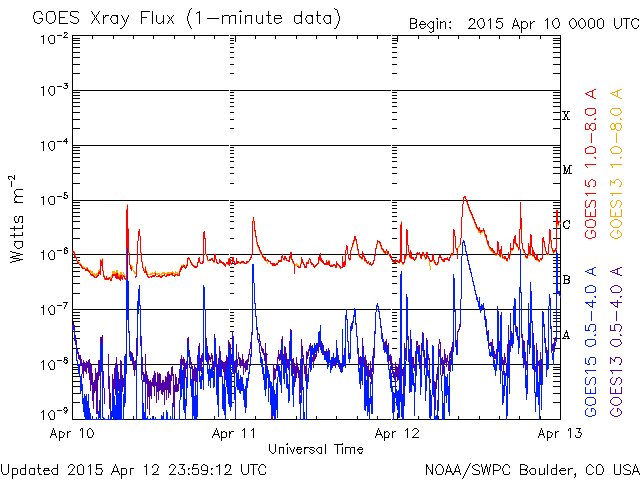 GOES Xray Flux (1-minute data)
Begin: 2015 Apr 10 0000 UTC
10-2
10-3
10-4
10-5
10-6
10-7
10-8
10-9
Watts m-2
X
M
C
B
A
GOES15 1.0-8.0 A
GOES13 1.0-8.0 A
GOES15 0.5-4.0 A
GOES13 0.5-4.0 A
Apr 10
Apr 11
Apr 12
Apr 13
Universal Time
Updated 2015 Apr 12 23:59:12 UTC
NOAA/SWPC Boulder, CO USA